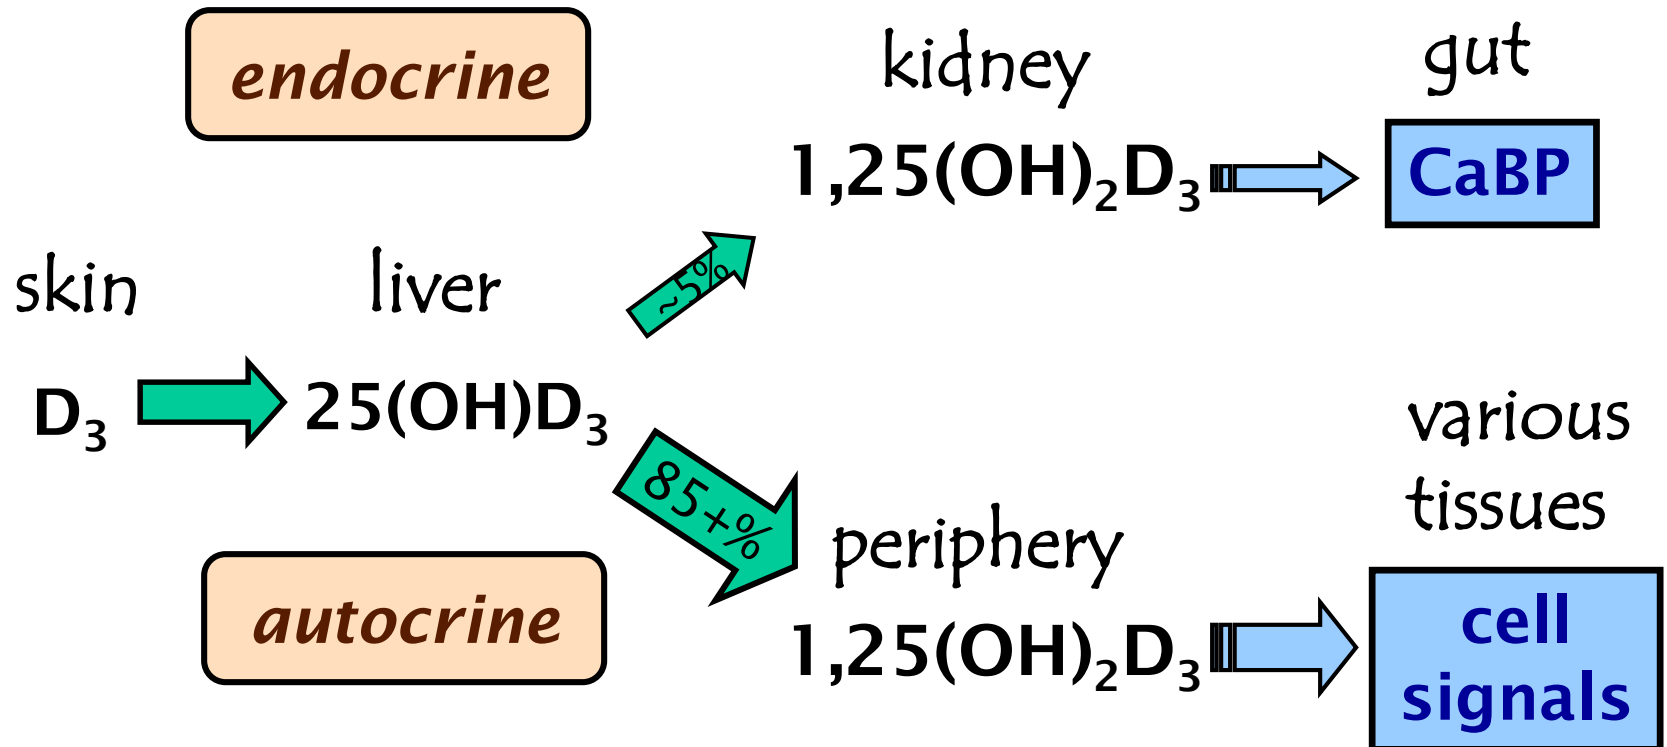 endocrine
kidney
gut
1,25(OH)₂D₃
CaBP
skin
liver
~5%
D₃
25(OH)D₃
85+%
various
tissues
periphery
autocrine
1,25(OH)₂D₃
cell
signals